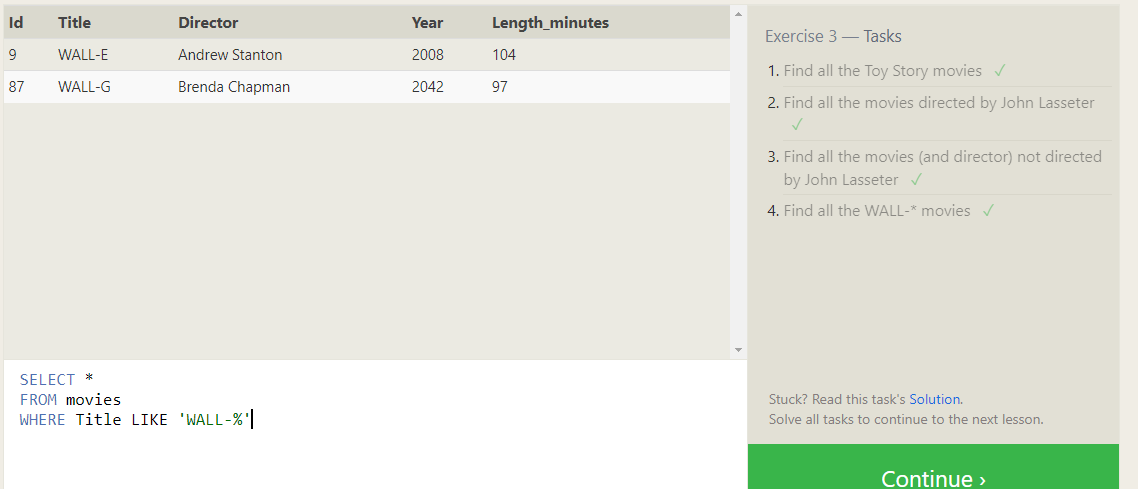 Id Title Director Year Length_minutes
9 WALL-E Andrew Stanton 2008 104
87 WALL-G Brenda Chapman 2042 97
SELECT *
FROM movies
WHERE Title LIKE 'WALL-%'
Exercise 3 — Tasks
1. Find all the Toy Story movies ✓
2. Find all the movies directed by John Lasseter
✓
3. Find all the movies (and director) not directed
by John Lasseter ✓
4. Find all the WALL-* movies ✓
Stuck? Read this task's Solution.
Solve all tasks to continue to the next lesson.
Continue ›